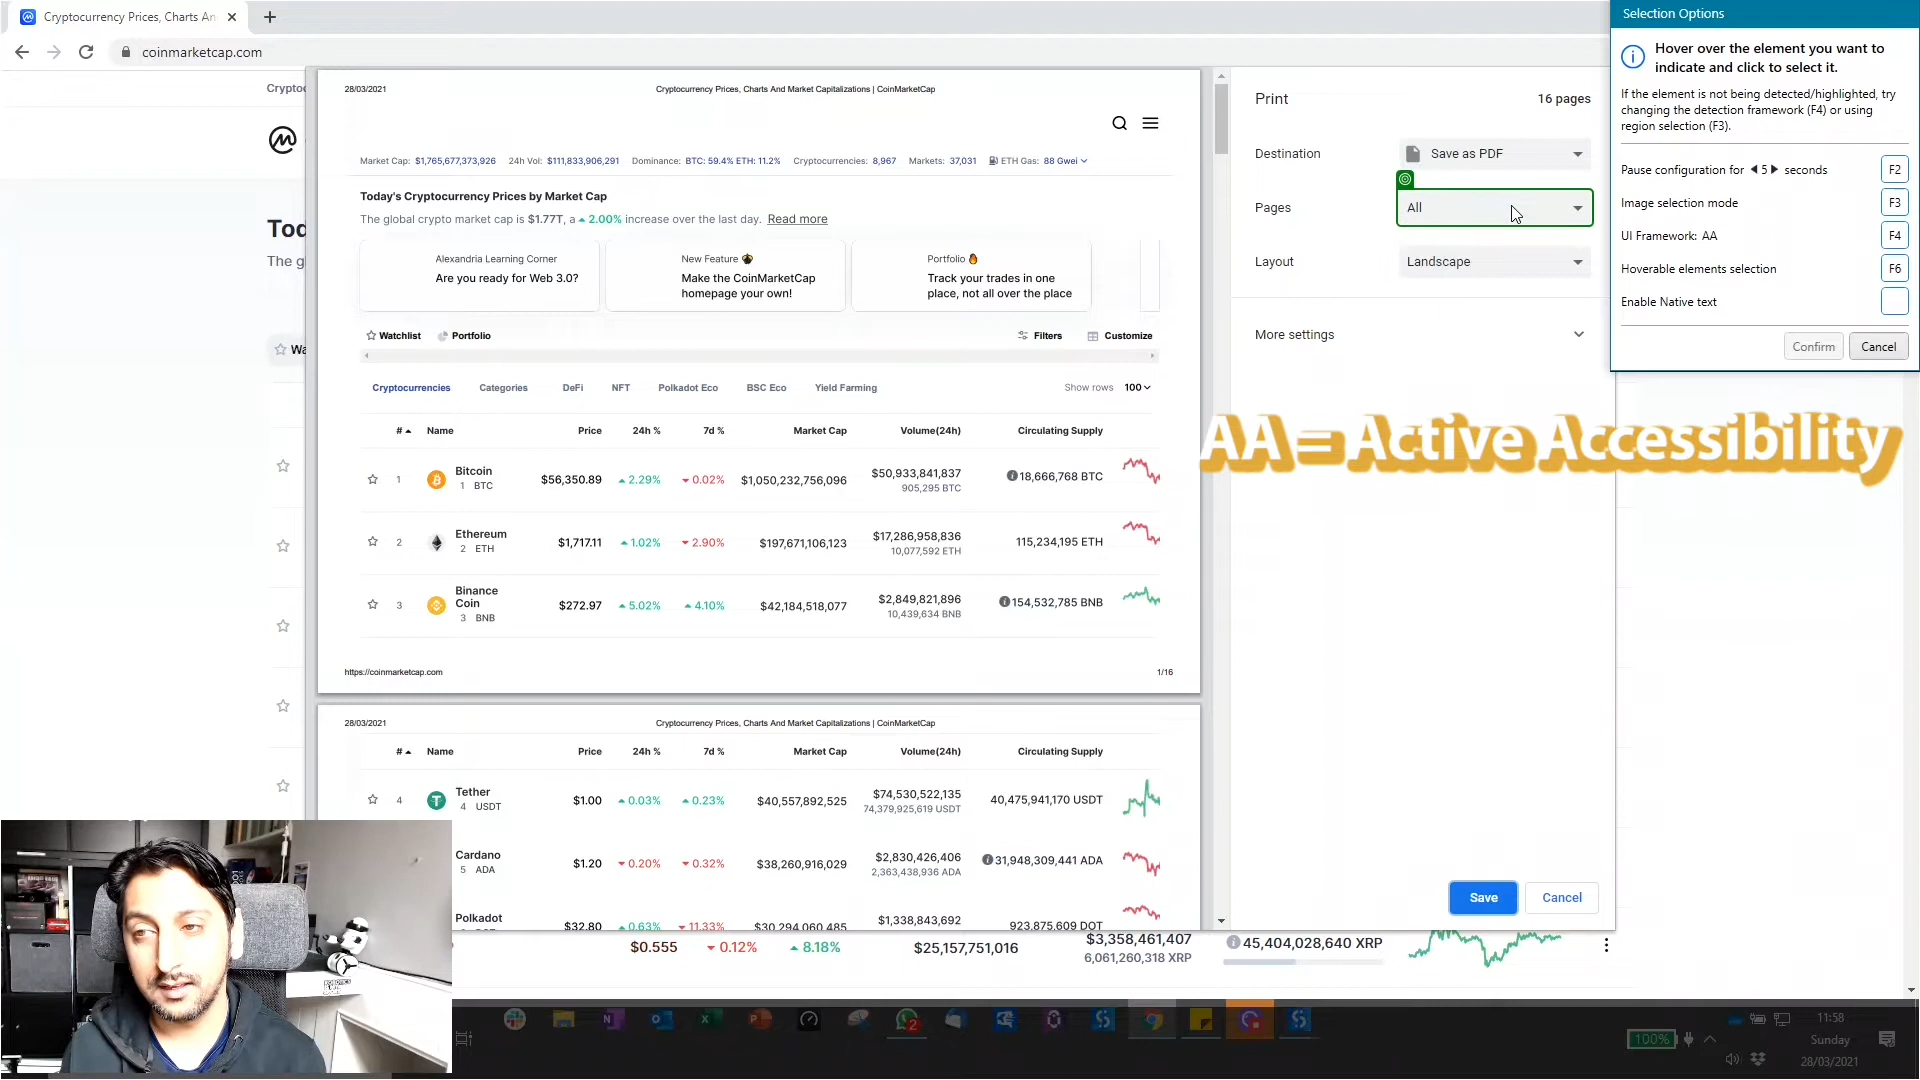 Cryptocurrency Prices, Charts An
coinmarketcap.com
Selection Options
Hover over the element you want to
indicate and click to select it.
If the element is not being detected/highlighted, try
changing the detection framework (F4) or using
region selection (F3).
Pause configuration for 5 seconds F2
Image selection mode F3
UI Framework: AA F4
Hoverable elements selection F6
Enable Native text
Confirm Cancel
28/03/2021 Cryptocurrency Prices, Charts And Market Capitalizations | CoinMarketCap
Market Cap: $1,765,677,373,926 24h Vol: $111,833,906,291 Dominance: BTC: 59.4% ETH: 11.2% Cryptocurrencies: 8,967 Markets: 37,031 ETH Gas: 88 Gwei
Today's Cryptocurrency Prices by Market Cap
The global crypto market cap is $1.77T, a 2.00% increase over the last day. Read more
Alexandria Learning Corner
Are you ready for Web 3.0?
New Feature
Make the CoinMarketCap
homepage your own!
Portfolio
Track your trades in one
place, not all over the place
Watchlist Portfolio Filters Customize
Cryptocurrencies Categories DeFi NFT Polkadot Eco BSC Eco Yield Farming Show rows 100
# Name Price 24h % 7d % Market Cap Volume(24h) Circulating Supply
1 Bitcoin $56,350.89 2.29% 0.02% $1,050,232,756,096 $50,933,841,837 18,666,768 BTC
1 BTC 905,295 BTC
2 Ethereum $1,717.11 1.02% 2.90% $197,671,106,123 $17,286,958,836 115,234,195 ETH
2 ETH 10,077,592 ETH
3 Binance
Coin $272.97 5.02% 4.10% $42,184,518,077 $2,849,821,896 154,532,785 BNB
3 BNB 10,439,634 BNB
https://coinmarketcap.com 1/16
28/03/2021 Cryptocurrency Prices, Charts And Market Capitalizations | CoinMarketCap
# Name Price 24h % 7d % Market Cap Volume(24h) Circulating Supply
4 Tether $1.00 0.03% 0.23% $40,557,892,525 $74,530,522,135 40,475,941,170 USDT
4 USDT 74,379,925,619 USDT
Cardano $1.20 0.20% 0.32% $38,260,916,029 $2,830,426,406 31,948,309,441 ADA
5 ADA 2,363,438,936 ADA
Polkadot $32.80 0.63% 11.33% $30,294,060,485 $1,338,843,692 923,875,609 DOT
$0.555 0.12% 8.18% $25,157,751,016 $3,358,461,407 45,404,028,640 XRP
6,061,260,318 XRP
Print 16 pages
Destination Save as PDF
Pages All
Layout Landscape
More settings
Save Cancel
AA = Active Accessibility
Crypto
Tod
The g
Wa
100%
11:58
Sunday
28/03/2021